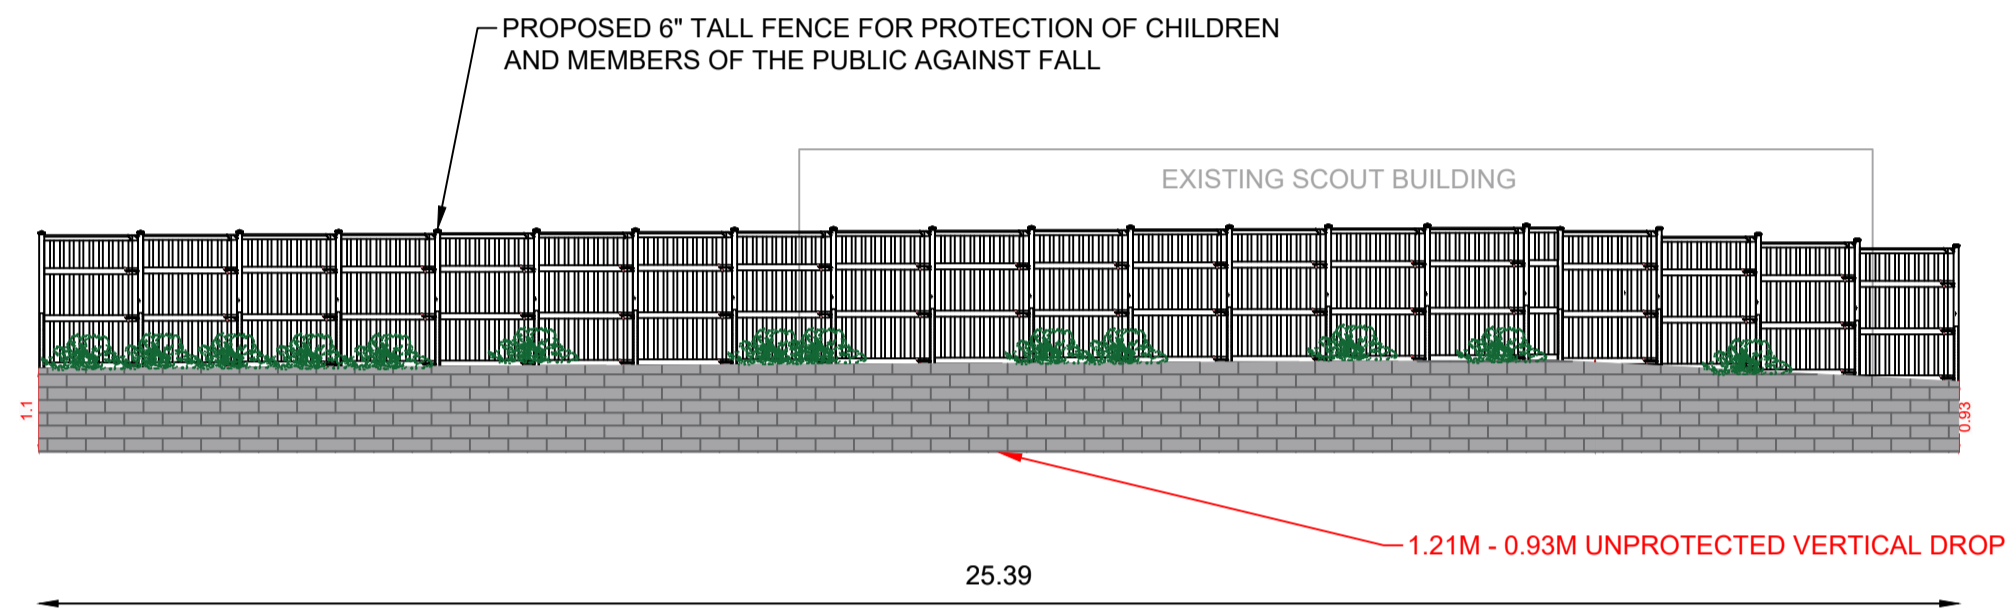 PROPOSED 6" TALL FENCE FOR PROTECTION OF CHILDREN
AND MEMBERS OF THE PUBLIC AGAINST FALL
EXISTING SCOUT BUILDING
1.1
0.93
1.21M - 0.93M UNPROTECTED VERTICAL DROP
25.39